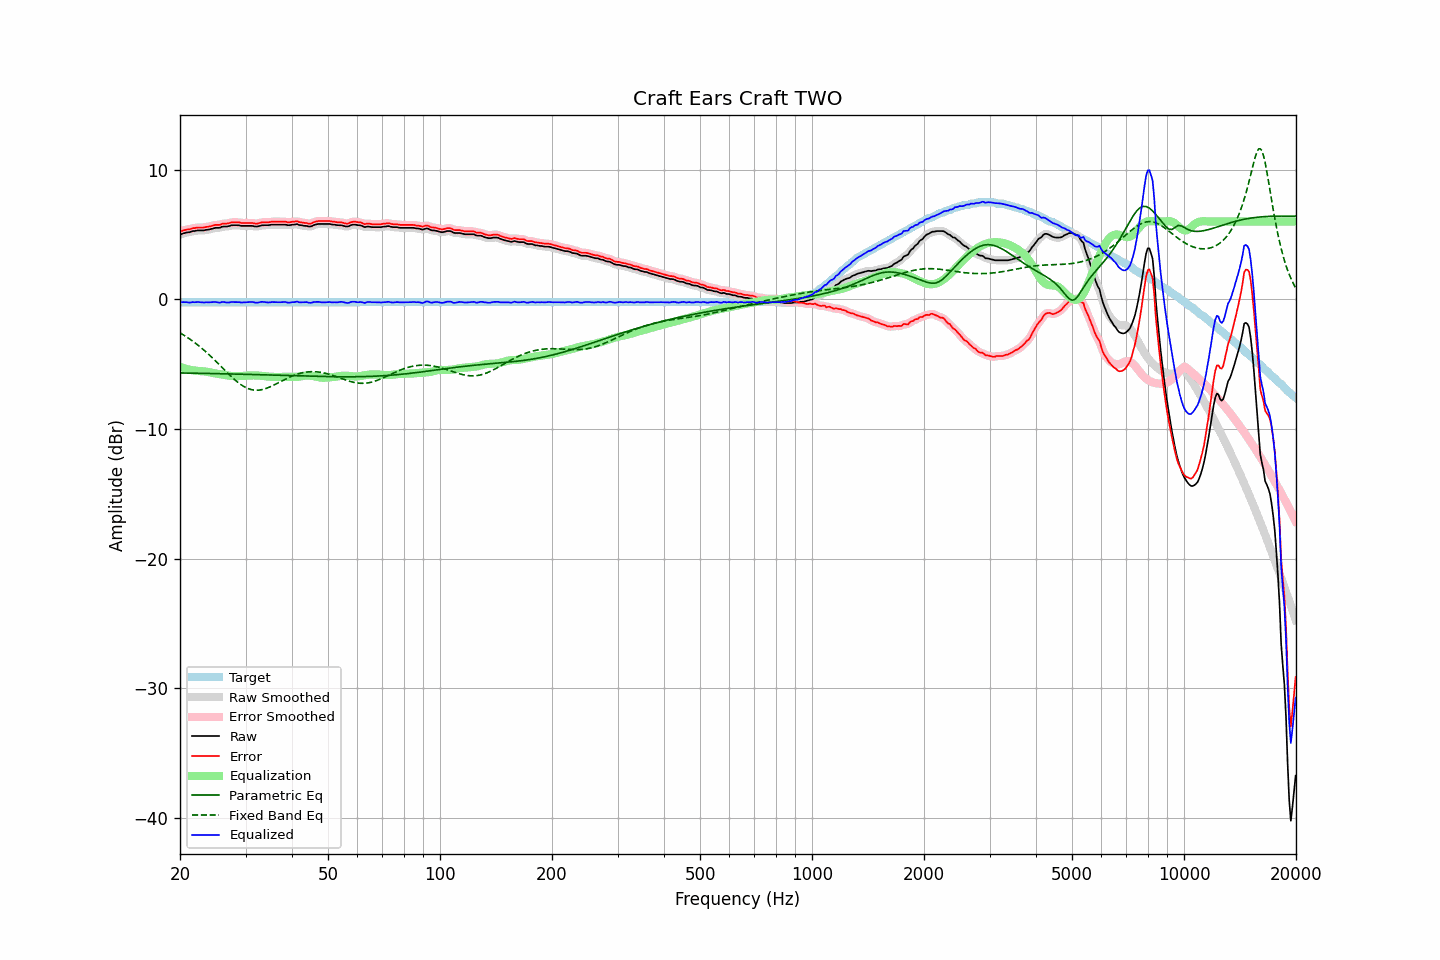 Craft Ears Craft TWO
Amplitude (dBr)
10
0
−10
−20
−30
−40
Target
Raw Smoothed
Error Smoothed
Raw
Error
Equalization
Parametric Eq
Fixed Band Eq
Equalized
20 50 100 200 500 1000 2000 5000 10000 20000
Frequency (Hz)